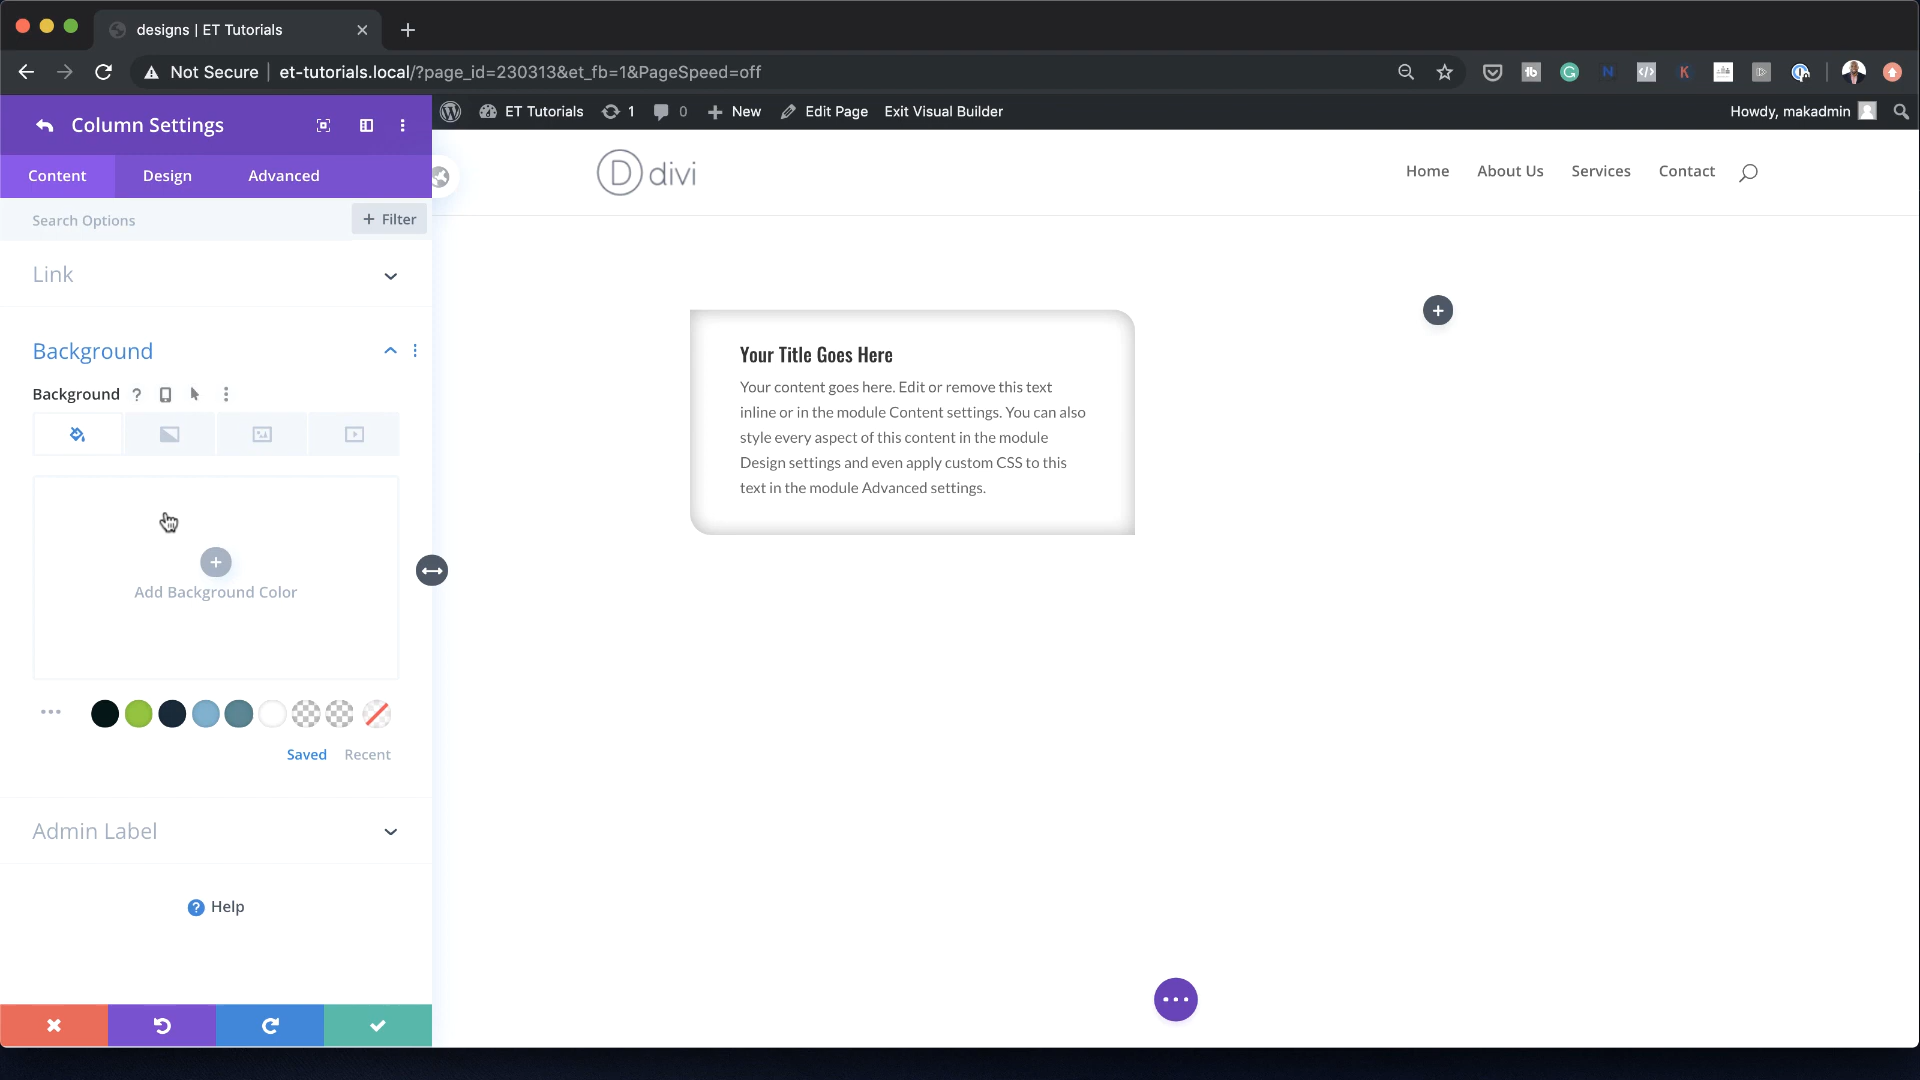 designs | ET Tutorials
Not Secure | et-tutorials.local/?page_id=230313&et_fb=1&PageSpeed=off
Column Settings
ET Tutorials 1 0 New Edit Page Exit Visual Builder
Howdy, makadmin
Content Design Advanced
divi
Home About Us Services Contact
Search Options
+ Filter
Link
Background
Background ?
Your Title Goes Here
Your content goes here. Edit or remove this text
inline or in the module Content settings. You can also
style every aspect of this content in the module
Design settings and even apply custom CSS to this
text in the module Advanced settings.
Add Background Color
Saved Recent
Admin Label
? Help